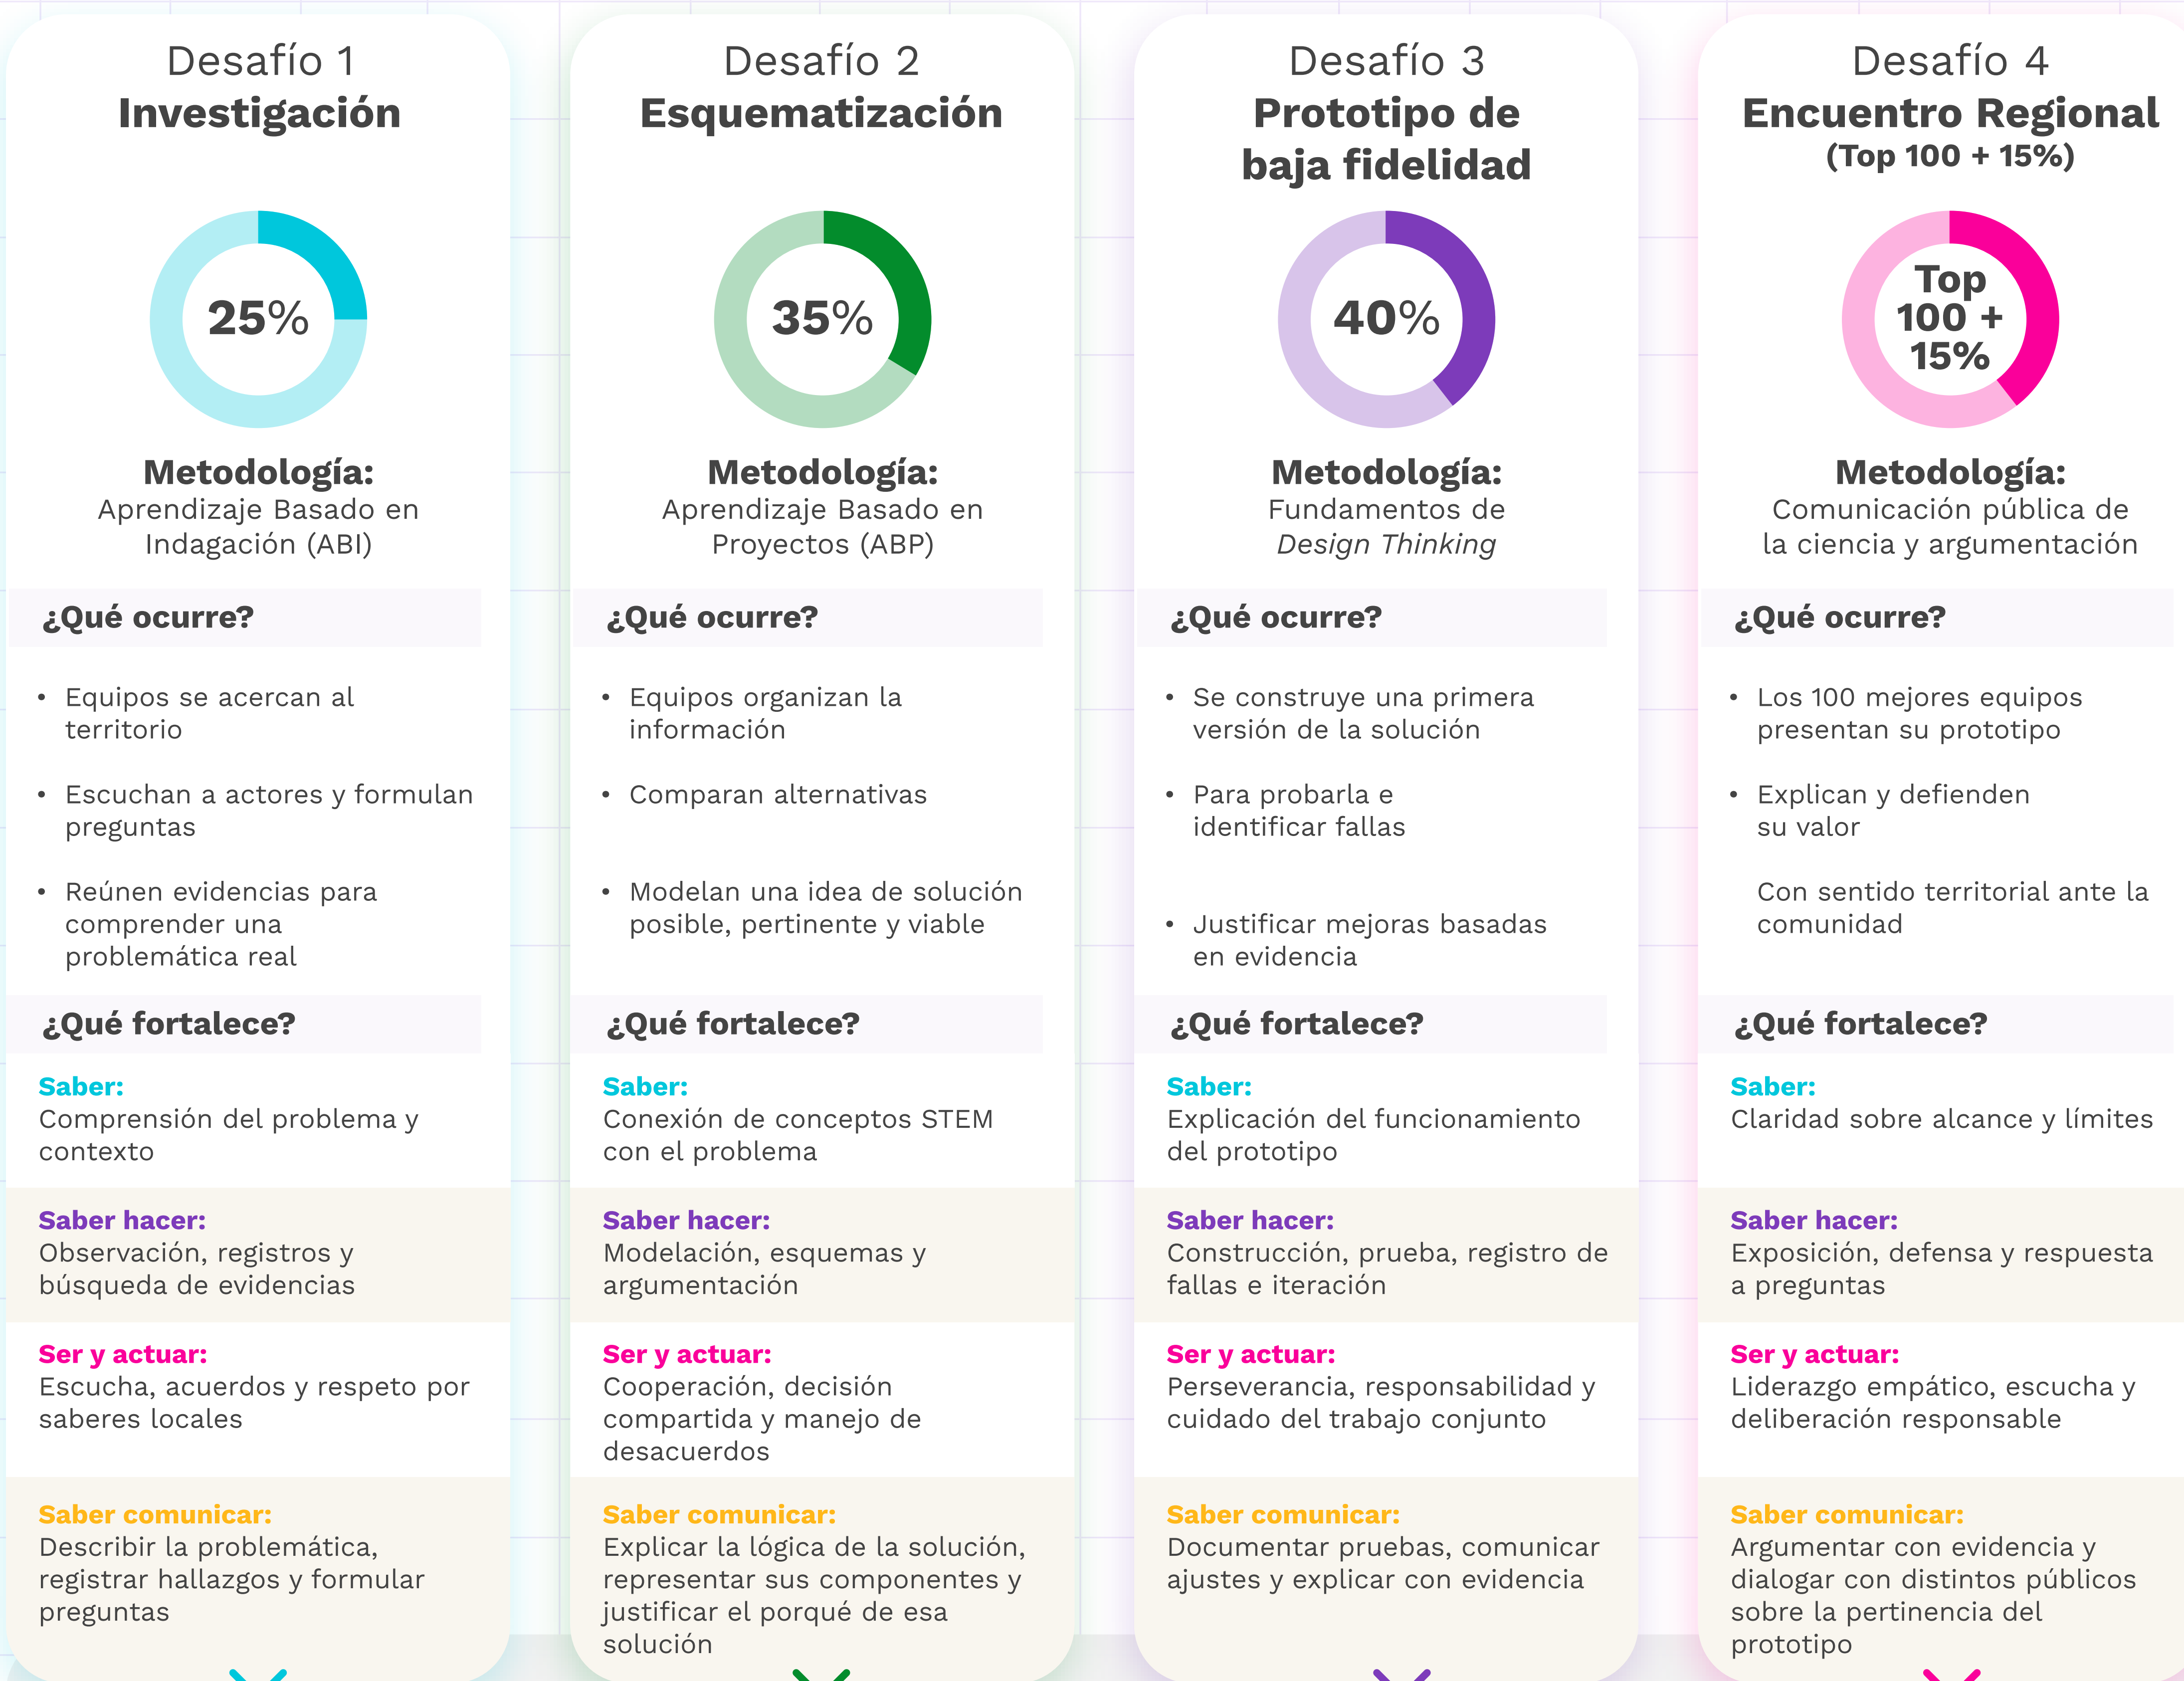 Desafío 1
Investigación
25%
Metodología:
Aprendizaje Basado en
Indagación (ABI)
¿Qué ocurre?
• Equipos se acercan al
territorio
• Escuchan a actores y formulan
preguntas
• Reúnen evidencias para
comprender una
problemática real
¿Qué fortalece?
Saber:
Comprensión del problema y
contexto
Saber hacer:
Observación, registros y
búsqueda de evidencias
Ser y actuar:
Escucha, acuerdos y respeto por
saberes locales
Saber comunicar:
Describir la problemática,
registrar hallazgos y formular
preguntas
Desafío 2
Esquematización
35%
Metodología:
Aprendizaje Basado en
Proyectos (ABP)
¿Qué ocurre?
• Equipos organizan la
información
• Comparan alternativas
• Modelan una idea de solución
posible, pertinente y viable
¿Qué fortalece?
Saber:
Conexión de conceptos STEM
con el problema
Saber hacer:
Modelación, esquemas y
argumentación
Ser y actuar:
Cooperación, decisión
compartida y manejo de
desacuerdos
Saber comunicar:
Explicar la lógica de la solución,
representar sus componentes y
justificar el porqué de esa
solución
Desafío 3
Prototipo de
baja fidelidad
40%
Metodología:
Fundamentos de
Design Thinking
¿Qué ocurre?
• Se construye una primera
versión de la solución
• Para probarla e
identificar fallas
• Justificar mejoras basadas
en evidencia
¿Qué fortalece?
Saber:
Explicación del funcionamiento
del prototipo
Saber hacer:
Construcción, prueba, registro de
fallas e iteración
Ser y actuar:
Perseverancia, responsabilidad y
cuidado del trabajo conjunto
Saber comunicar:
Documentar pruebas, comunicar
ajustes y explicar con evidencia
Desafío 4
Encuentro Regional
(Top 100 + 15%)
Top
100 +
15%
Metodología:
Comunicación pública de
la ciencia y argumentación
¿Qué ocurre?
• Los 100 mejores equipos
presentan su prototipo
• Explican y defienden
su valor
Con sentido territorial ante la
comunidad
¿Qué fortalece?
Saber:
Claridad sobre alcance y límites
Saber hacer:
Exposición, defensa y respuesta
a preguntas
Ser y actuar:
Liderazgo empático, escucha y
deliberación responsable
Saber comunicar:
Argumentar con evidencia y
dialogar con distintos públicos
sobre la pertinencia del
prototipo